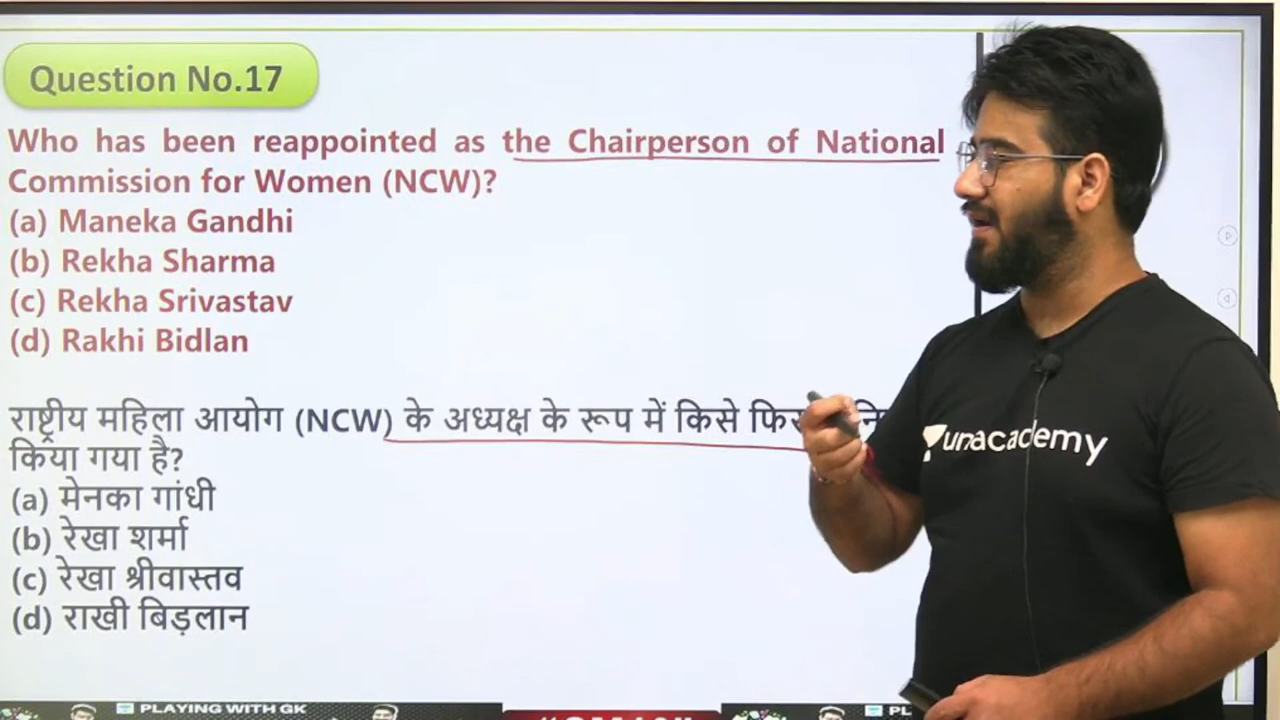 Question No.17
Who has been reappointed as the Chairperson of National
Commission for Women (NCW)?
(a) Maneka Gandhi
(b) Rekha Sharma
(c) Rekha Srivastav
(d) Rakhi Bidlan
राष्ट्रीय महिला आयोग (NCW) के अध्यक्ष के रूप में किसे
किया गया है?
(a) मेनका गांधी
(b) रेखा शर्मा
(c) रेखा श्रीवास्तव
(d) राखी बिड़लान
unacademy
PLAYING WITH GK